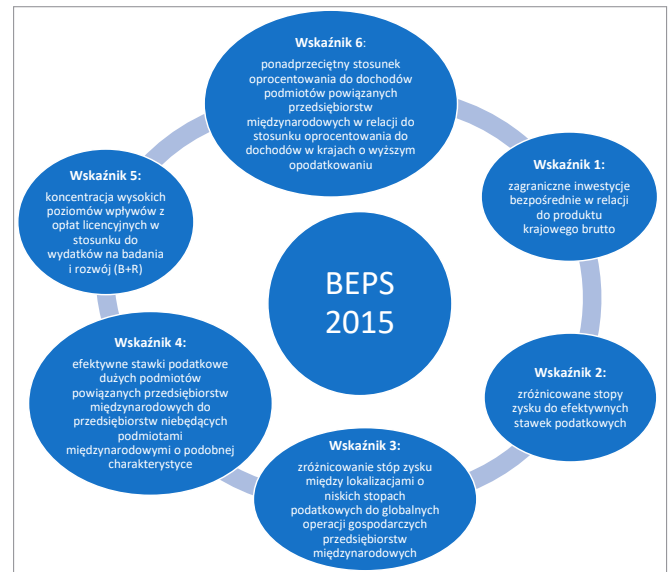 Wskaźnik 6:
ponadprzeciętny stosunek
oprocentowania do dochodów
podmiotów powiązanych
przedsiębiorstw
międzynarodowych w relacji do
stosunku oprocentowania do
dochodów w krajach o wyższym
opodatkowaniu
Wskaźnik 1:
zagraniczne inwestycje
bezpośrednie w relacji
do produktu
krajowego brutto
Wskaźnik 2:
zróżnicowane stopy
zysku do efektywnych
stawek podatkowych
Wskaźnik 3:
zróżnicowanie stóp zysku
między lokalizacjami o
niskich stopach
podatkowych do globalnych
operacji gospodarczych
przedsiębiorstw
międzynarodowych
Wskaźnik 4:
efektywne stawki podatkowe
dużych podmiotów
powiązanych przedsiębiorstw
międzynarodowych do
przedsiębiorstw niebędących
podmiotami
międzynarodowymi o podobnej
charakterystyce
Wskaźnik 5:
koncentracja wysokich
poziomów wpływów z
opłat licencyjnych w
stosunku do
wydatków na badania
i rozwój (B+R)
BEPS
2015